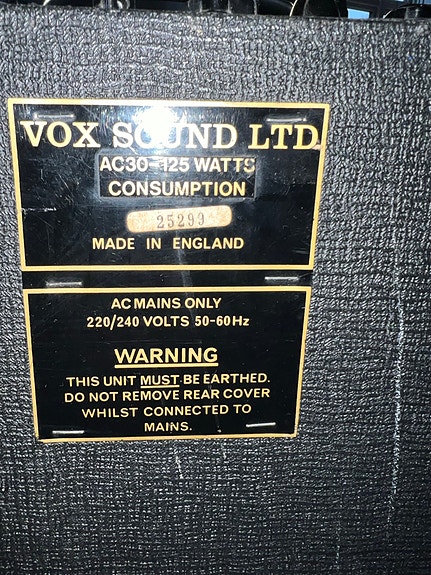 VOX SOUND LTD
AC30-125 WATTS
CONSUMPTION
25299
MADE IN ENGLAND
AC MAINS ONLY
220/240 VOLTS 50-60Hz
WARNING
THIS UNIT MUST BE EARTHED.
DO NOT REMOVE REAR COVER
WHILST CONNECTED TO
MAINS.